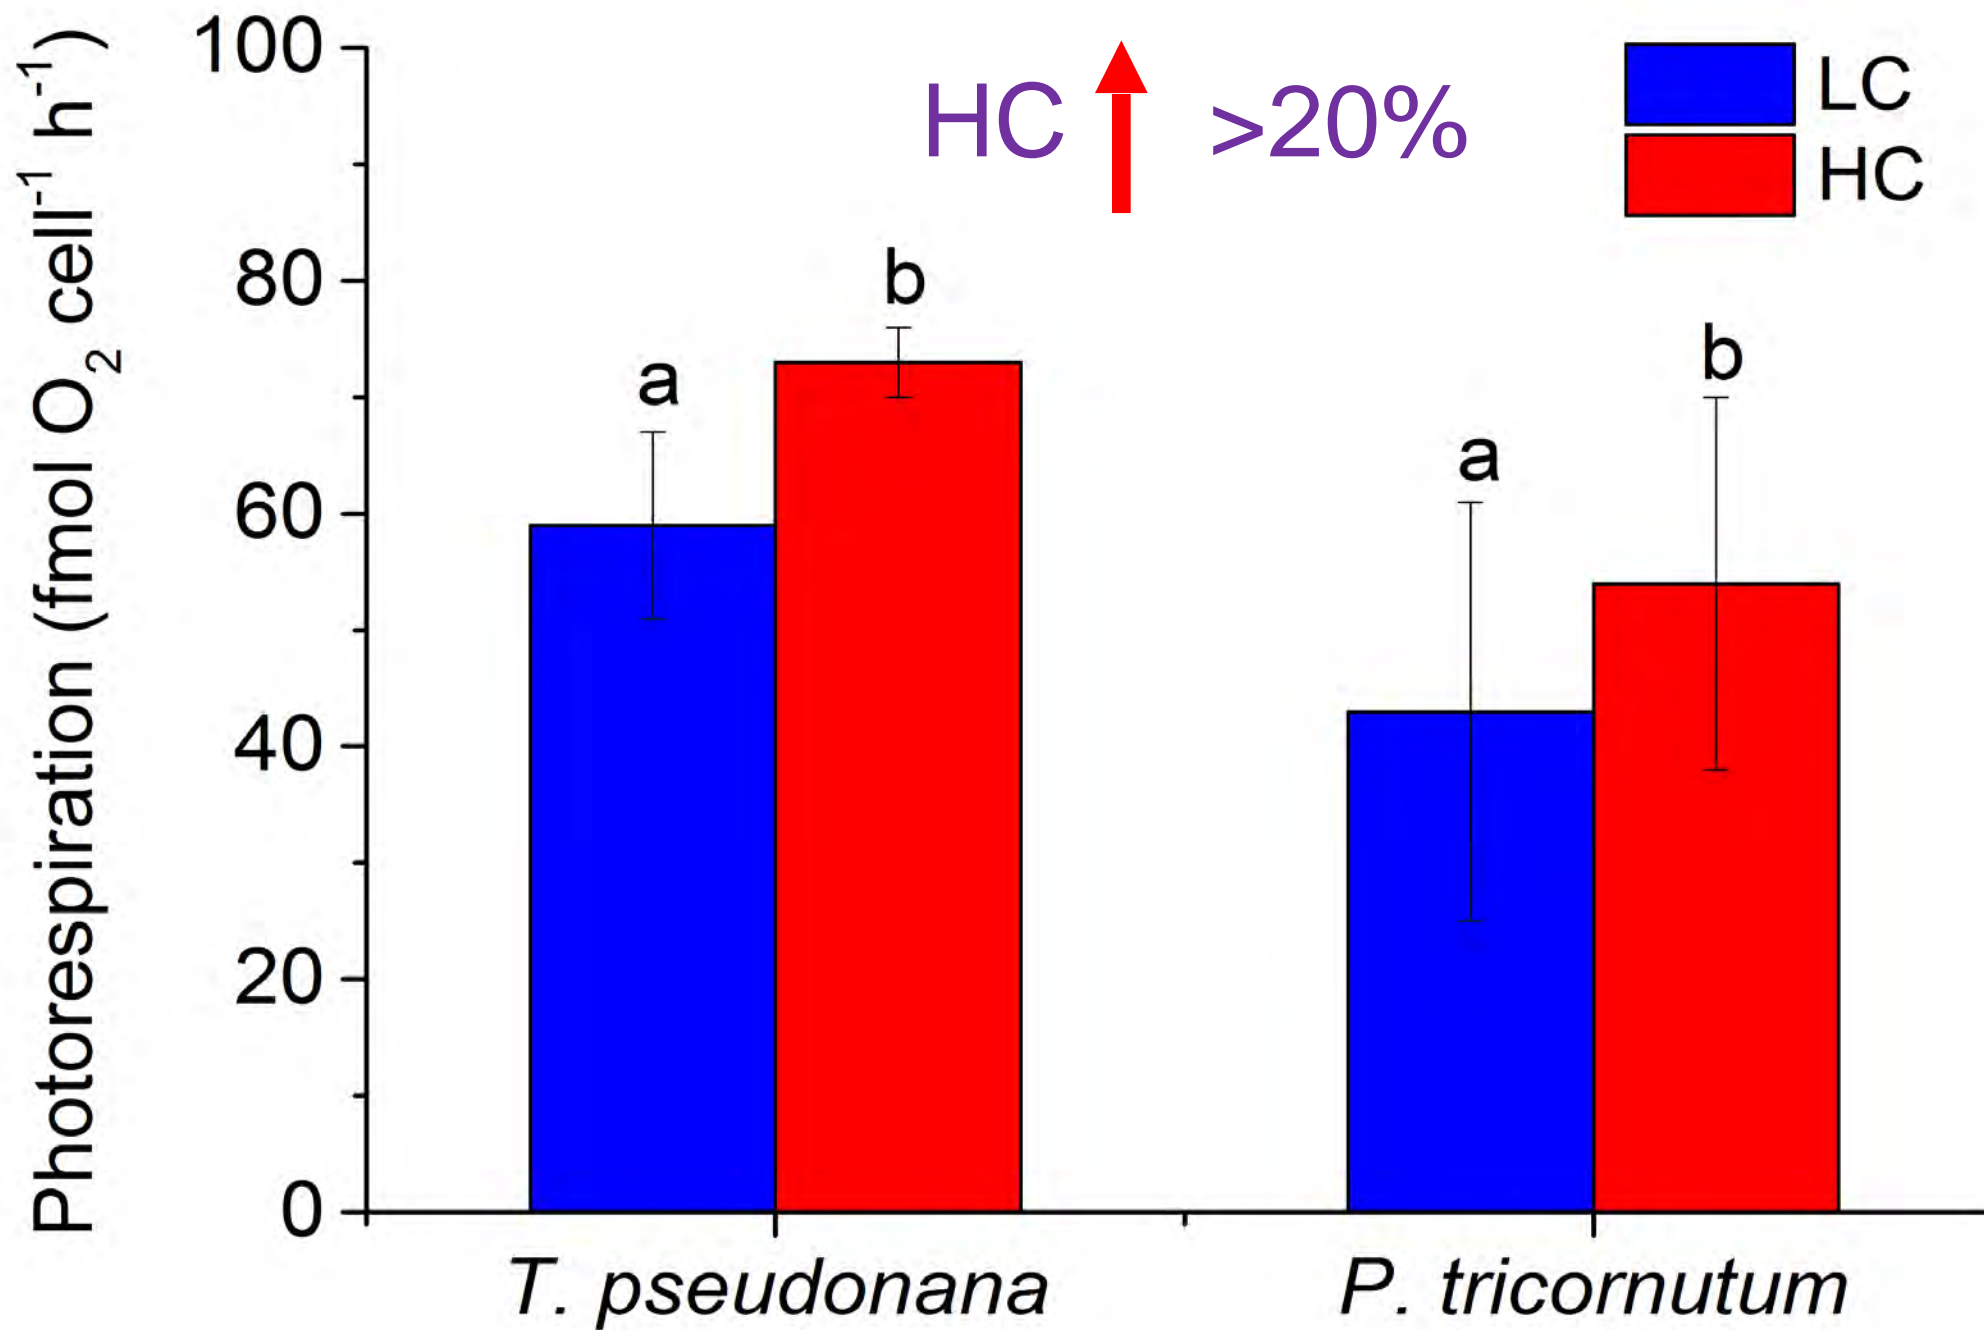 Photorespiration (fmol O₂ cell⁻¹ h⁻¹)
100
80
60
40
20
0
HC >20%
LC
HC
a
b
a
b
T. pseudonana
P. tricornutum